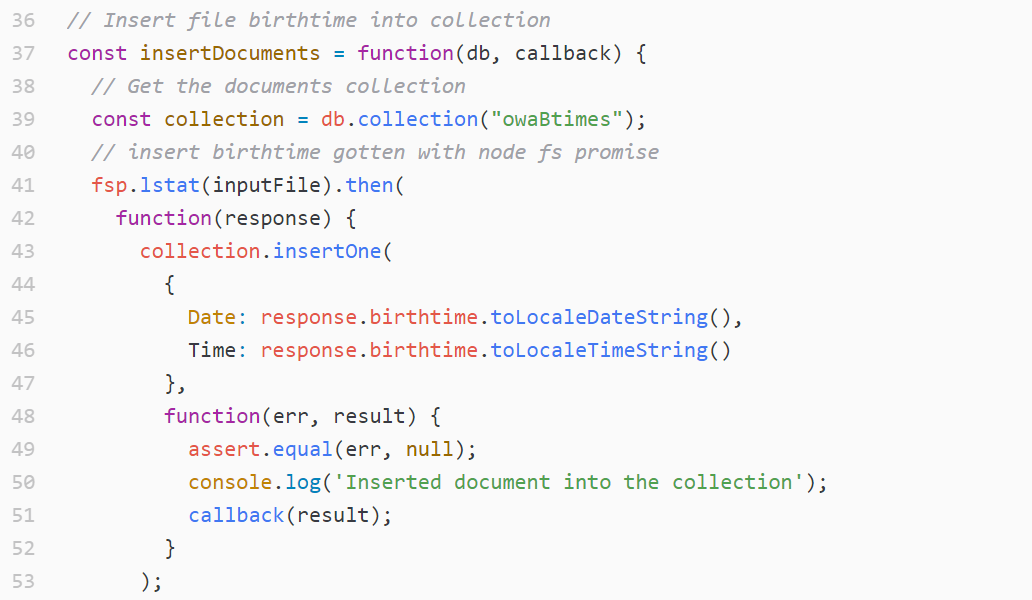 36 // Insert file birthtime into collection
37 const insertDocuments = function(db, callback) {
38 // Get the documents collection
39 const collection = db.collection("owaBtimes");
40 // insert birthtime gotten with node fs promise
41 fsp.lstat(inputFile).then(
42 function(response) {
43 collection.insertOne(
44 {
45 Date: response.birthtime.toLocaleDateString(),
46 Time: response.birthtime.toLocaleTimeString()
47 },
48 function(err, result) {
49 assert.equal(err, null);
50 console.log('Inserted document into the collection');
51 callback(result);
52 }
53 );